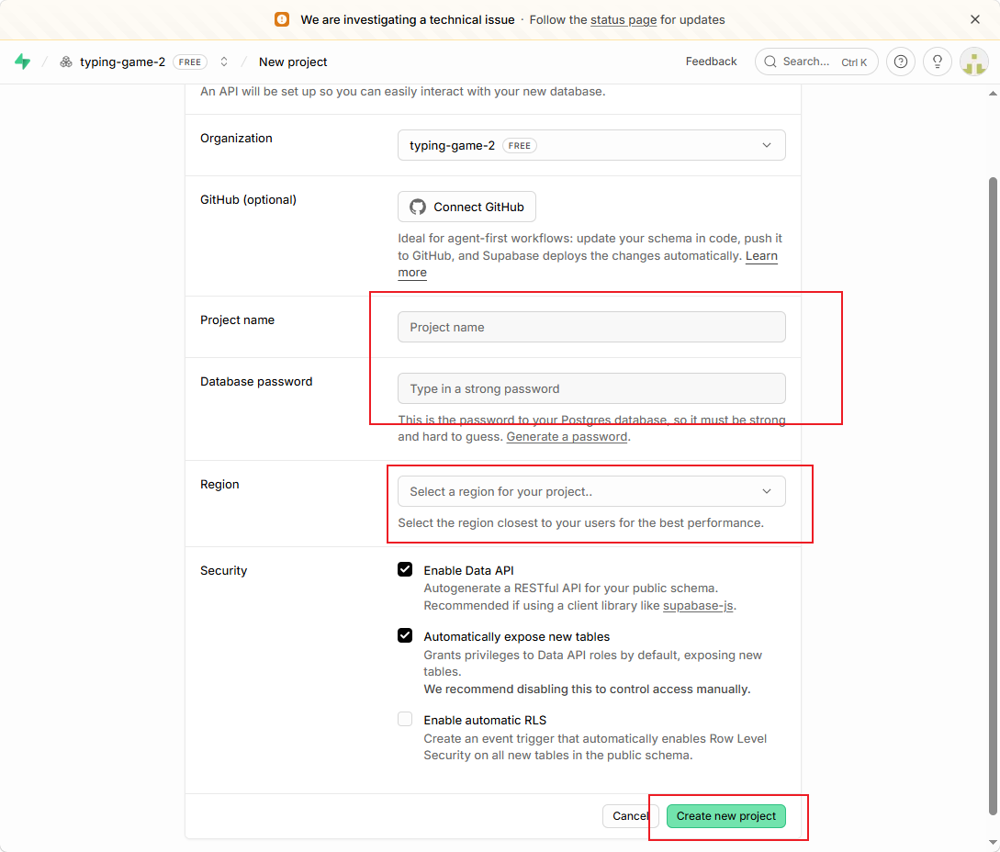 We are investigating a technical issue · Follow the status page for updates
typing-game-2 FREE / New project Feedback Search... Ctrl K
An API will be set up so you can easily interact with your new database.
Organization
typing-game-2 FREE
GitHub (optional)
Connect GitHub
Ideal for agent-first workflows: update your schema in code, push it
to GitHub, and Supabase deploys the changes automatically. Learn
more
Project name
Project name
Database password
Type in a strong password
This is the password to your Postgres database, so it must be strong
and hard to guess. Generate a password.
Region
Select a region for your project..
Select the region closest to your users for the best performance.
Security
Enable Data API
Autogenerate a RESTful API for your public schema.
Recommended if using a client library like supabase-js.
Automatically expose new tables
Grants privileges to Data API roles by default, exposing new
tables.
We recommend disabling this to control access manually.
Enable automatic RLS
Create an event trigger that automatically enables Row Level
Security on all new tables in the public schema.
Cancel Create new project